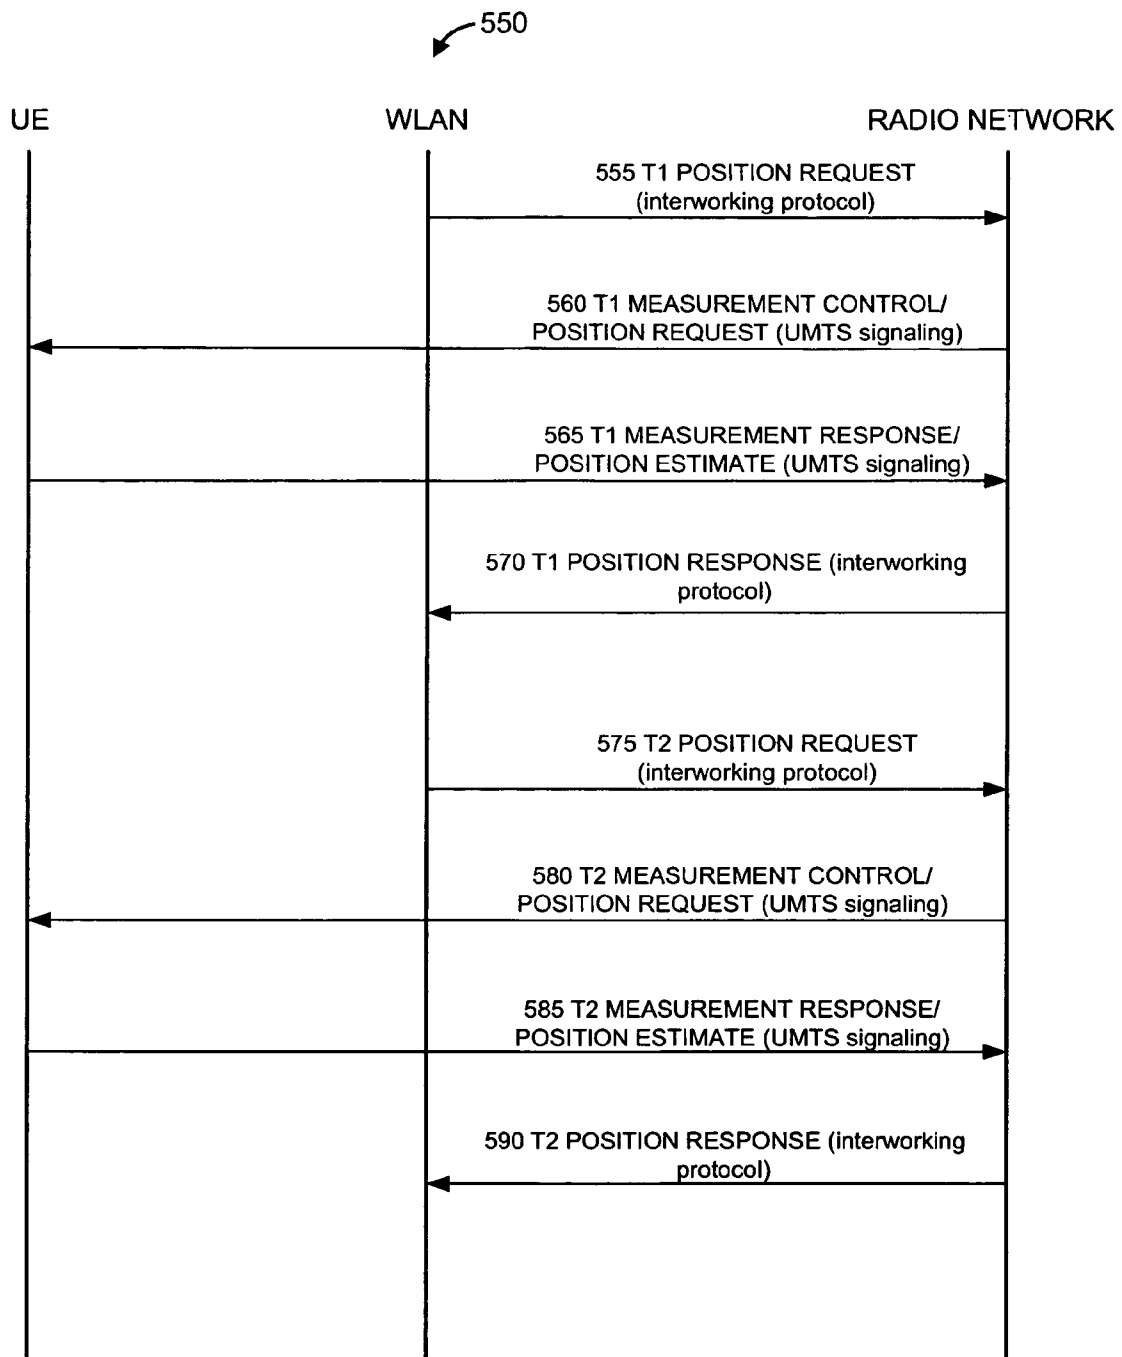 550
UE
WLAN
RADIO NETWORK
555 T1 POSITION REQUEST
(interworking protocol)
560 T1 MEASUREMENT CONTROL/
POSITION REQUEST (UMTS signaling)
565 T1 MEASUREMENT RESPONSE/
POSITION ESTIMATE (UMTS signaling)
570 T1 POSITION RESPONSE (interworking
protocol)
575 T2 POSITION REQUEST
(interworking protocol)
580 T2 MEASUREMENT CONTROL/
POSITION REQUEST (UMTS signaling)
585 T2 MEASUREMENT RESPONSE/
POSITION ESTIMATE (UMTS signaling)
590 T2 POSITION RESPONSE (interworking
protocol)